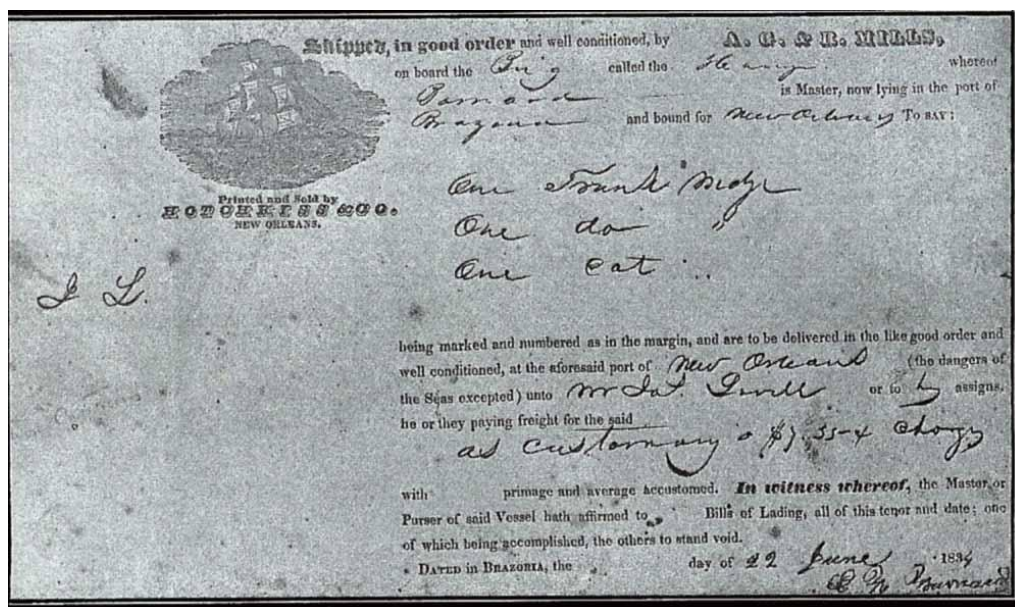 Shipped, in good order and well conditioned, by A. G. & R. MILLS,
on board the Brig called the whereof
is Master, now lying in the port of
Brazoria and bound for New Orleans TO SAY:
One Trunk Mdze
One do "
One Cat ..
Printed and Sold by
HOTCHKISS & CO.
NEW ORLEANS.
J L.
being marked and numbered as in the margin, and are to be delivered in the like good order and
well conditioned, at the aforesaid port of New Orleans (the dangers of
the Seas excepted) unto Mr or to assigns.
he or they paying freight for the said
as customary
with primage and average accustomed. In witness whereof, the Master or
Purser of said Vessel hath affirmed to Bills of Lading, all of this tenor and date; one
of which being accomplished, the others to stand void.
DATED in BRAZORIA, the day of 22 June 1834